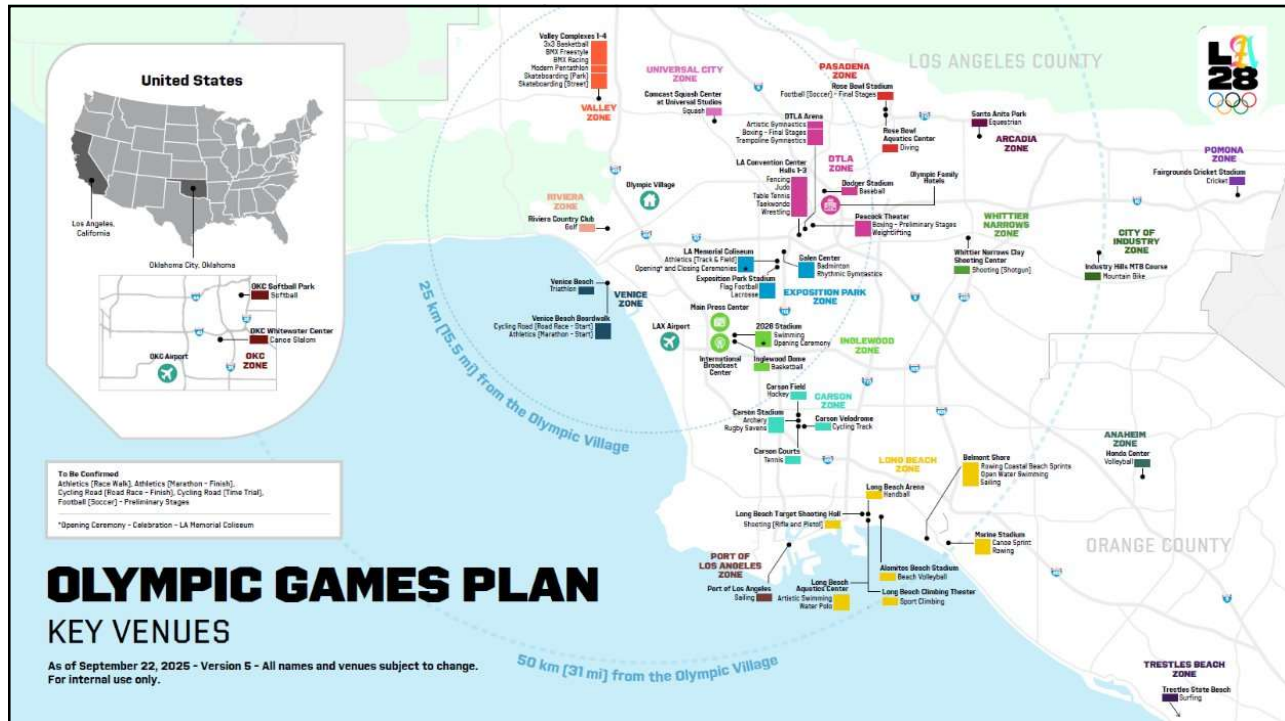 United States
Los Angeles,
California
Oklahoma City, Oklahoma
OKC Softball Park
Softball
OKC Whitewater Center
Canoe Slalom
OKC Airport
OKC
ZONE
Valley Complexes 1-4
3x3 Basketball
BMX Freestyle
BMX Racing
Modern Pentathlon
Skateboarding [Park]
Skateboarding [Street]
VALLEY
ZONE
UNIVERSAL CITY
ZONE
Comcast Squash Center
at Universal Studios
Squash
PASADENA
ZONE
Rose Bowl Stadium
Football [Soccer] - Final Stages
Rose Bowl
Aquatics Center
Diving
LOS ANGELES COUNTY
LA
28
Santa Anita Park
Equestrian
ARCADIA
ZONE
POMONA
ZONE
Fairgrounds Cricket Stadium
Cricket
DTLA Arena
Artistic Gymnastics
Boxing - Final Stages
Trampoline Gymnastics
DTLA
ZONE
LA Convention Center
Halls 1-3
Fencing
Judo
Table Tennis
Taekwondo
Wrestling
Dodger Stadium
Baseball
Olympic Family
Hotels
Peacock Theater
Boxing - Preliminary Stages
Weightlifting
Olympic Village
RIVIERA
ZONE
Riviera Country Club
Golf
WHITTIER
NARROWS
ZONE
Whittier Narrows Clay
Shooting Center
Shooting [Shotgun]
CITY OF
INDUSTRY
ZONE
Industry Hills MTB Course
Mountain Bike
LA Memorial Coliseum
Athletics [Track & Field]
Opening* and Closing Ceremonies
Galen Center
Badminton
Rhythmic Gymnastics
Exposition Park Stadium
Flag Football
Lacrosse
EXPOSITION PARK
ZONE
Venice Beach
Triathlon
VENICE
ZONE
Venice Beach Boardwalk
Cycling Road [Road Race - Start]
Athletics [Marathon - Start]
LAX Airport
Main Press Center
2028 Stadium
Swimming
Opening Ceremony
International
Broadcast
Center
Inglewood Dome
Basketball
INGLEWOOD
ZONE
25 km [15.5 mi] from the Olympic Village
Carson Field
Hockey
CARSON
ZONE
Carson Stadium
Archery
Rugby Sevens
Carson Velodrome
Cycling Track
Carson Courts
Tennis
ANAHEIM
ZONE
Honda Center
Volleyball
LONG BEACH
ZONE
Belmont Shore
Rowing Coastal Beach Sprints
Open Water Swimming
Sailing
Long Beach Arena
Handball
Long Beach Target Shooting Hall
Shooting [Rifle and Pistol]
Marine Stadium
Canoe Sprint
Rowing
ORANGE COUNTY
PORT OF
LOS ANGELES
ZONE
Port of Los Angeles
Sailing
Long Beach
Aquatics Center
Artistic Swimming
Water Polo
Alamitos Beach Stadium
Beach Volleyball
Long Beach Climbing Theater
Sport Climbing
To Be Confirmed
Athletics [Race Walk], Athletics [Marathon - Finish],
Cycling Road [Road Race - Finish], Cycling Road [Time Trial],
Football [Soccer] - Preliminary Stages
*Opening Ceremony - Celebration - LA Memorial Coliseum
OLYMPIC GAMES PLAN
KEY VENUES
As of September 22, 2025 - Version 5 - All names and venues subject to change.
For internal use only.
50 km [31 mi] from the Olympic Village
TRESTLES BEACH
ZONE
Trestles State Beach
Surfing